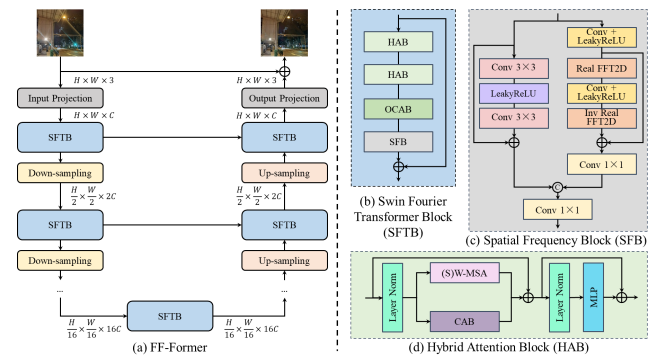 H×W×3
Input Projection
H×W×C
SFTB
Down-sampling
H/2 × W/2 × 2C
SFTB
Down-sampling
...
H/16 × W/16 × 16C
SFTB
H/16 × W/16 × 16C
...
Up-sampling
SFTB
H/2 × W/2 × 2C
Up-sampling
SFTB
H×W×C
Output Projection
H×W×3
(a) FF-Former
HAB
HAB
OCAB
SFB
(b) Swin Fourier
Transformer Block
(SFTB)
Conv 3×3
LeakyReLU
Conv 3×3
Conv +
LeakyReLU
Real FFT2D
Conv +
LeakyReLU
Inv Real
FFT2D
Conv 1×1
C
Conv 1×1
(c) Spatial Frequency Block (SFB)
Layer Norm
(S)W-MSA
CAB
Layer Norm
MLP
(d) Hybrid Attention Block (HAB)